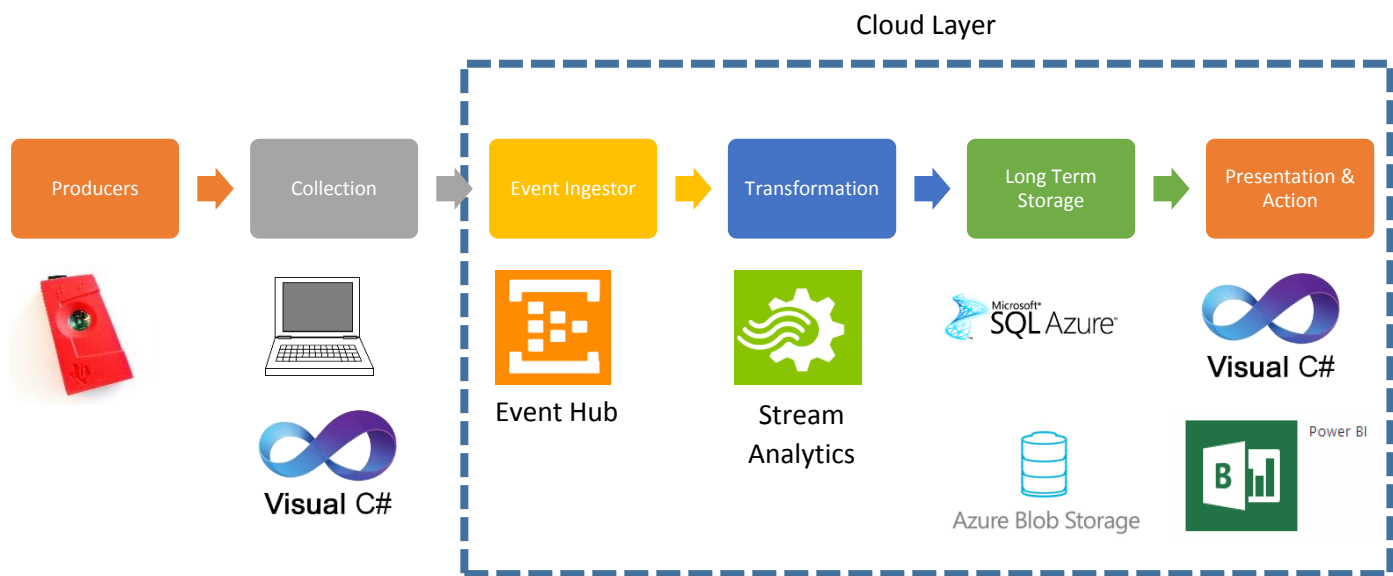 Cloud Layer
Producers
Collection
Event Ingestor
Transformation
Long Term
Storage
Presentation &
Action
Event Hub
Stream
Analytics
Visual C#
Microsoft®
SQL Azure™
Azure Blob Storage
Visual C#
B
Power BI